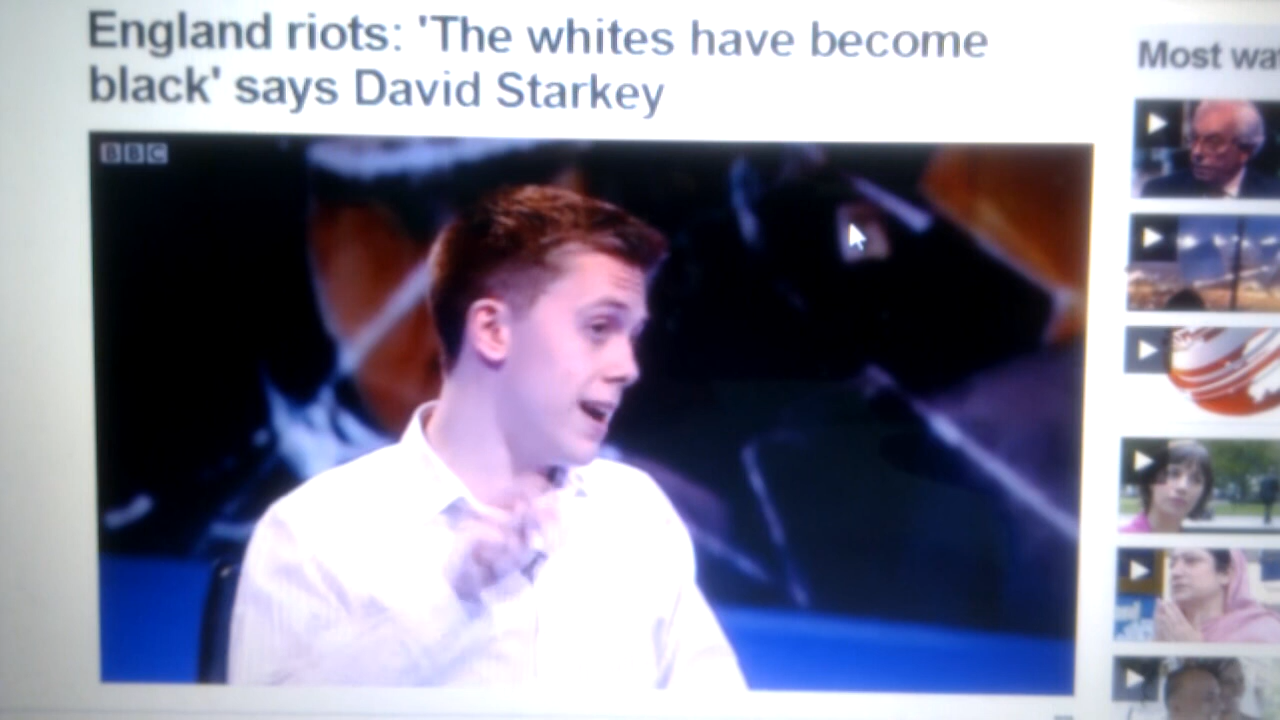 England riots: 'The whites have become
black' says David Starkey
Most wa
BBC